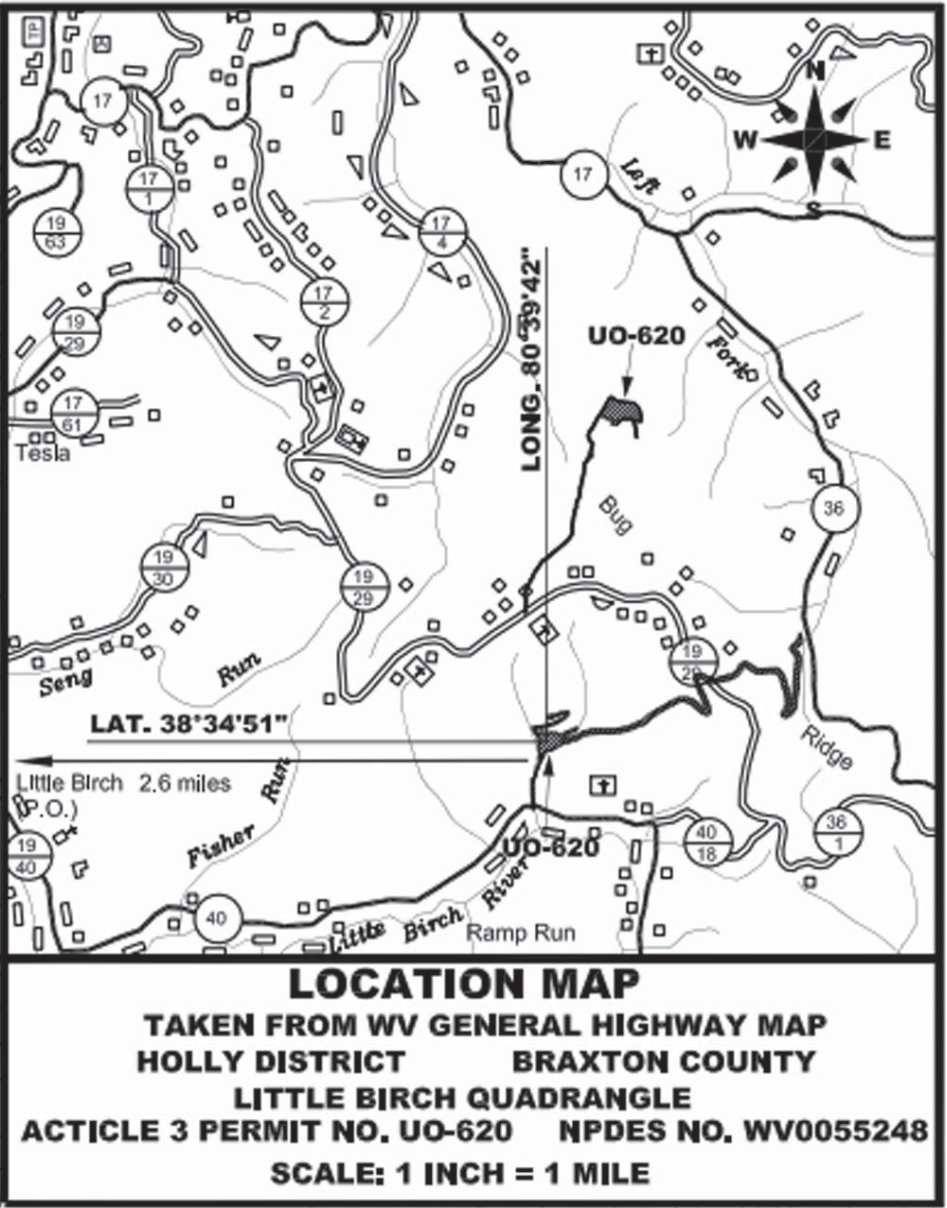 TP
17
17
1
19
63
17
2
17
4
17
Left
N
W E
S
19
29
17
61
Tesla
LONG. 80°39'42"
UO-620
Fork
36
Bug
19
30
19
29
Seng
Run
19
29
LAT. 38°34'51"
Little Birch 2.6 miles
(P.O.)
Run
Fisher
Ridge
19
40
40
18
36
1
UO-620
40
Little Birch River
Ramp Run
LOCATION MAP
TAKEN FROM WV GENERAL HIGHWAY MAP
HOLLY DISTRICT BRAXTON COUNTY
LITTLE BIRCH QUADRANGLE
ACTICLE 3 PERMIT NO. UO-620 NPDES NO. WV0055248
SCALE: 1 INCH = 1 MILE